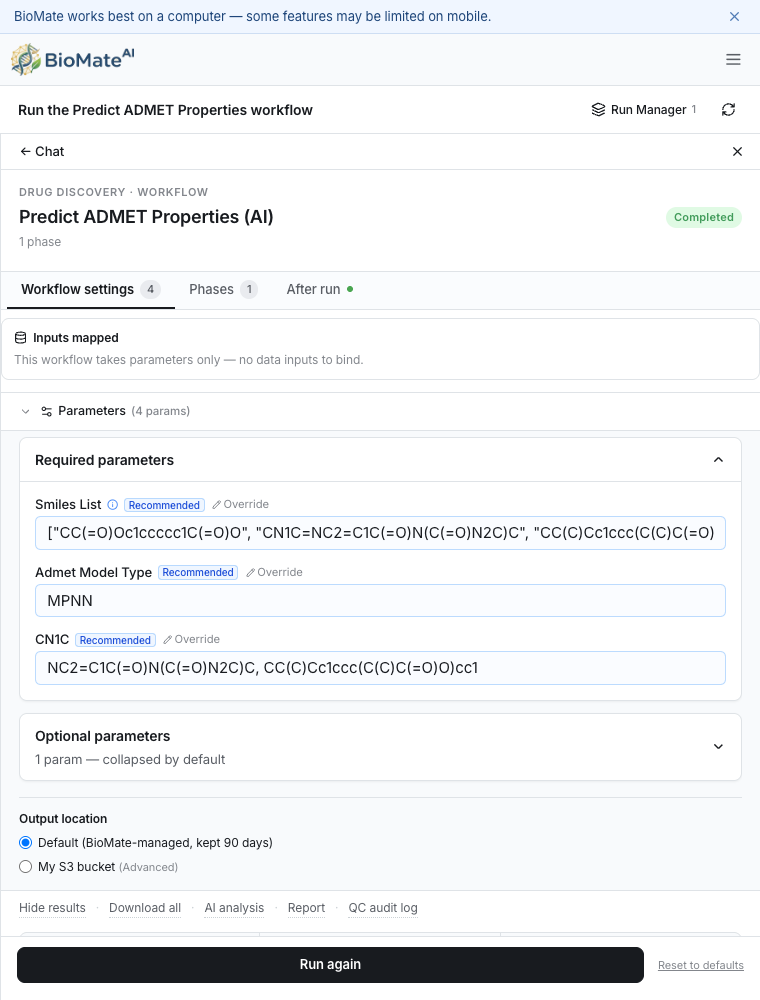 BioMate works best on a computer — some features may be limited on mobile.
BioMate AI
Run the Predict ADMET Properties workflow
Run Manager 1
← Chat
DRUG DISCOVERY · WORKFLOW
Predict ADMET Properties (AI)
Completed
1 phase
Workflow settings 4
Phases 1
After run
Inputs mapped
This workflow takes parameters only — no data inputs to bind.
Parameters (4 params)
Required parameters
Smiles List Recommended Override
["CC(=O)Oc1ccccc1C(=O)O", "CN1C=NC2=C1C(=O)N(C(=O)N2C)C", "CC(C)Cc1ccc(C(C)C(=O)
Admet Model Type Recommended Override
MPNN
CN1C Recommended Override
NC2=C1C(=O)N(C(=O)N2C)C, CC(C)Cc1ccc(C(C)C(=O)O)cc1
Optional parameters
1 param — collapsed by default
Output location
Default (BioMate-managed, kept 90 days)
My S3 bucket (Advanced)
Hide results · Download all · AI analysis · Report · QC audit log
Run again
Reset to defaults